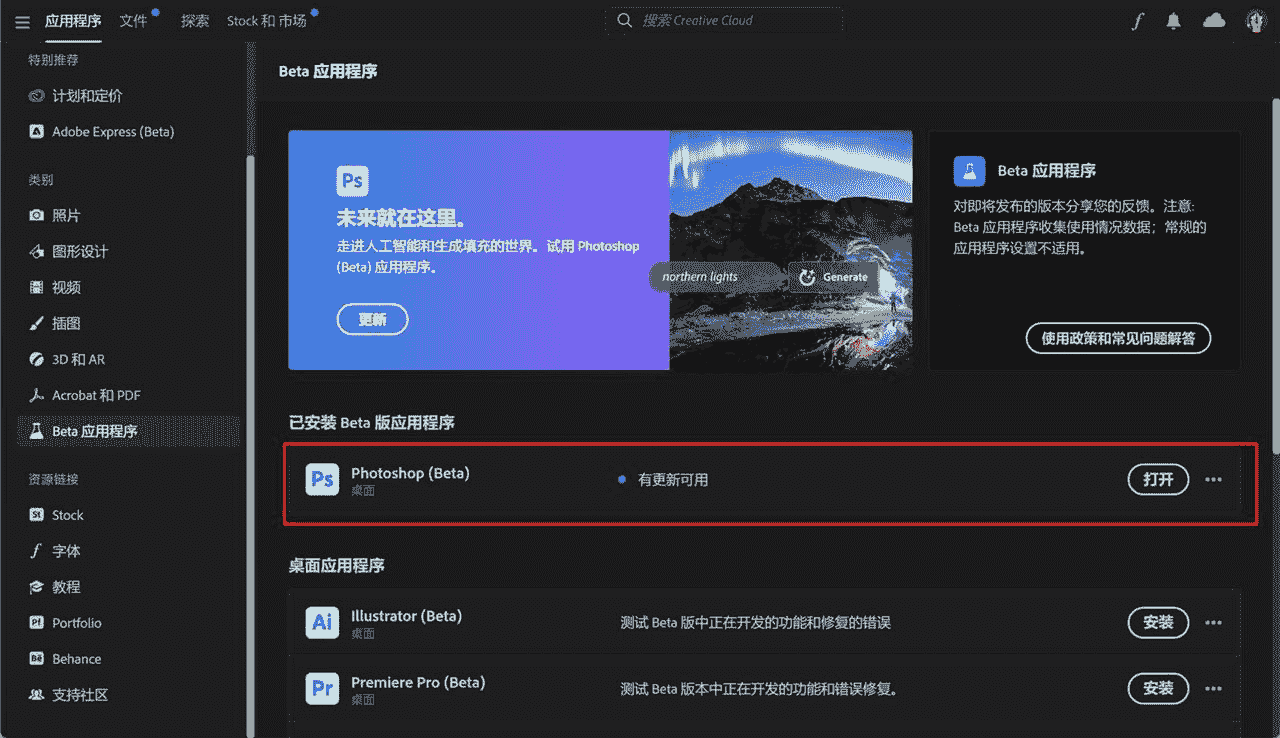 应用程序 文件 探索 Stock 和 市场 搜索 Creative Cloud
特别推荐
计划和定价
Adobe Express (Beta)
类别
照片
图形设计
视频
插图
3D 和 AR
Acrobat 和 PDF
Beta 应用程序
资源链接
St Stock
字体
教程
Portfolio
Bē Behance
支持社区
Beta 应用程序
Ps
未来就在这里。
走进人工智能和生成填充的世界。试用 Photoshop
(Beta) 应用程序。
更新
northern lights
Generate
Beta 应用程序
对即将发布的版本分享您的反馈。注意:
Beta 应用程序收集使用情况数据；常规的
应用程序设置不适用。
使用政策和常见问题解答
已安装 Beta 版应用程序
Ps Photoshop (Beta) 有更新可用 打开
桌面
桌面应用程序
Ai Illustrator (Beta) 测试 Beta 版中正在开发的功能和修复的错误 安装
桌面
Pr Premiere Pro (Beta) 测试 Beta 版本中正在开发的功能和错误修复。 安装
桌面